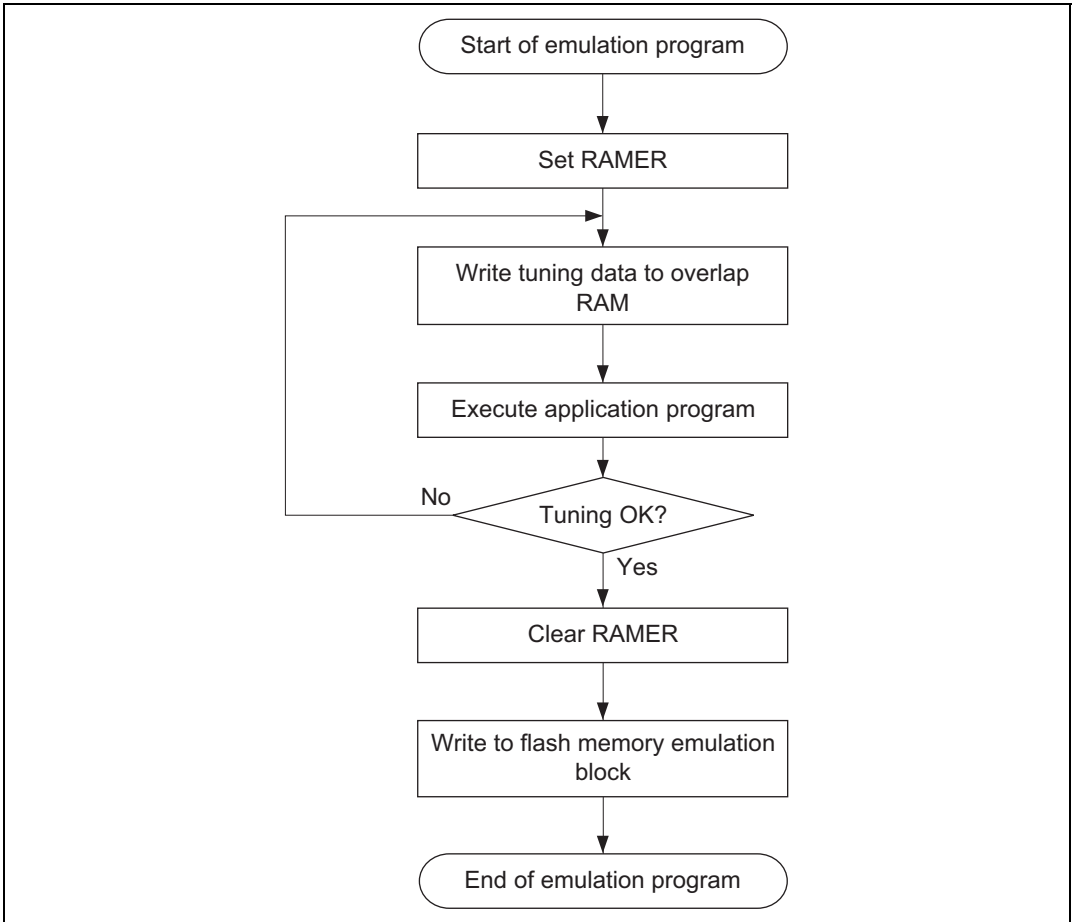 Start of emulation program
Set RAMER
Write tuning data to overlap
RAM
Execute application program
No
Tuning OK?
Yes
Clear RAMER
Write to flash memory emulation
block
End of emulation program